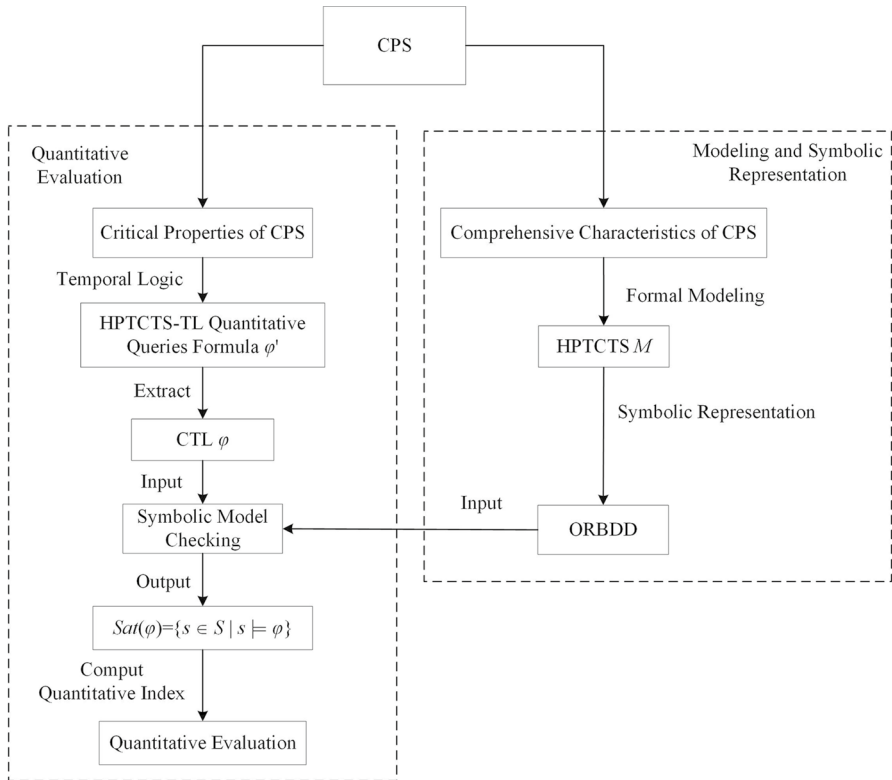 CPS
Quantitative
Evaluation
Critical Properties of CPS
Temporal Logic
HPTCTS-TL Quantitative
Queries Formula φ'
Extract
CTL φ
Input
Symbolic Model
Checking
Output
Sat(φ)={s ∈ S | s ⊨ φ}
Comput
Quantitative Index
Quantitative Evaluation
Modeling and Symbolic
Representation
Comprehensive Characteristics of CPS
Formal Modeling
HPTCTS M
Symbolic Representation
ORBDD
Input